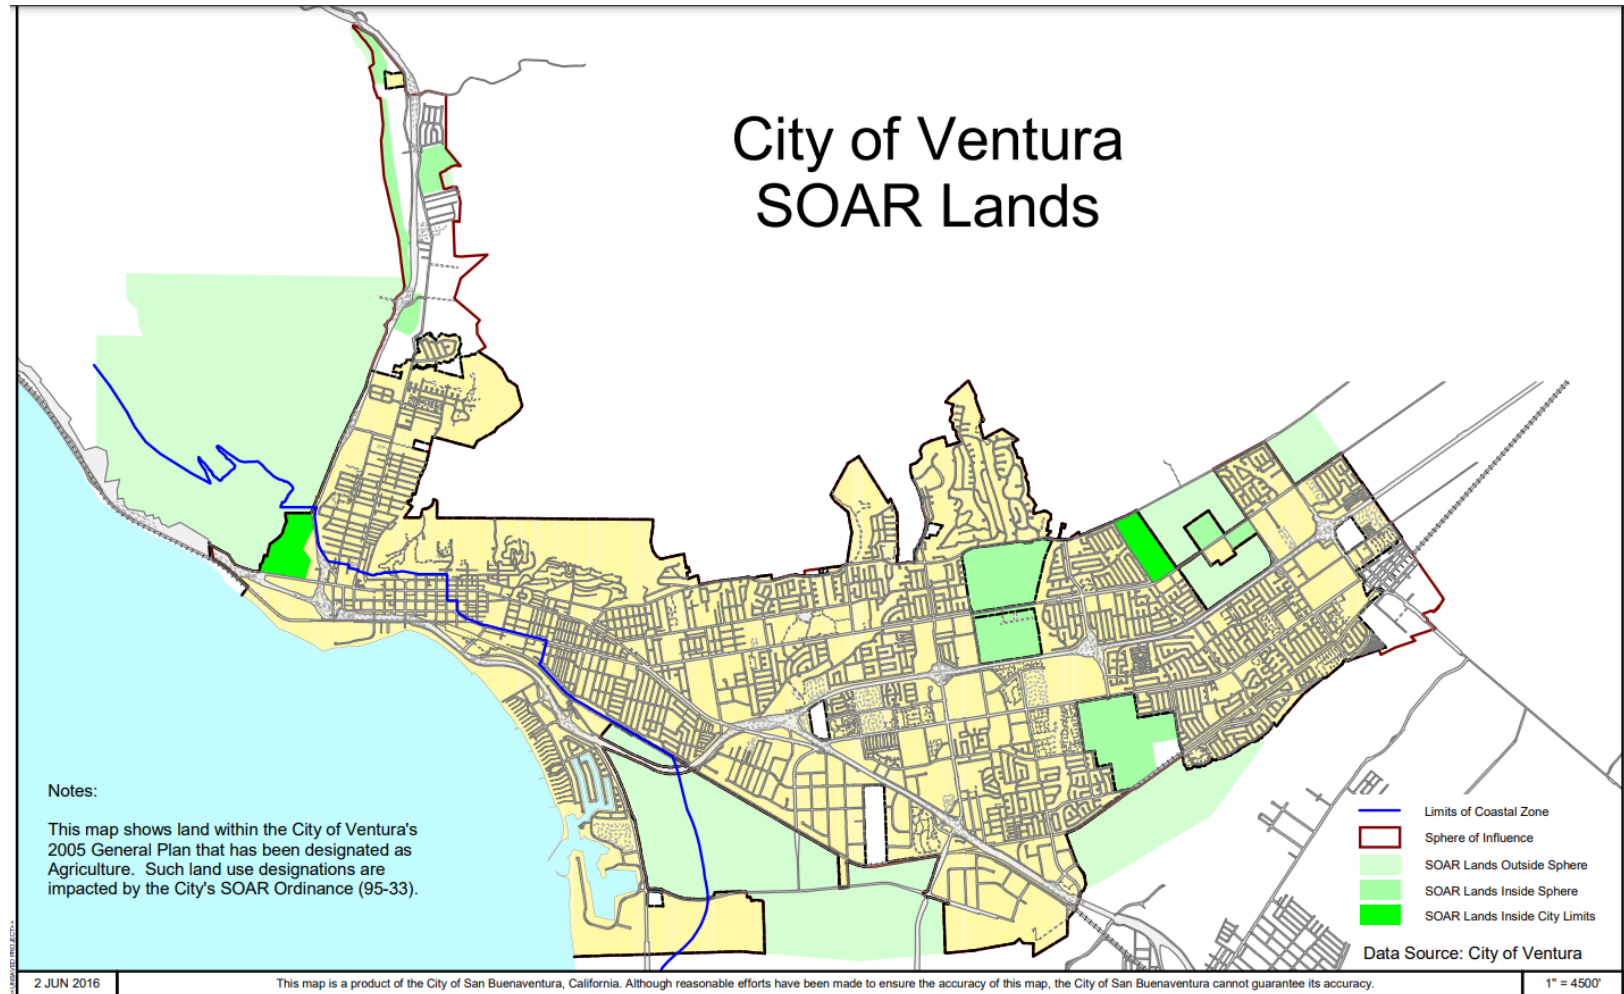 City of Ventura
SOAR Lands
Notes:
This map shows land within the City of Ventura's
2005 General Plan that has been designated as
Agriculture. Such land use designations are
impacted by the City's SOAR Ordinance (95-33).
Limits of Coastal Zone
Sphere of Influence
SOAR Lands Outside Sphere
SOAR Lands Inside Sphere
SOAR Lands Inside City Limits
Data Source: City of Ventura
2 JUN 2016
This map is a product of the City of San Buenaventura, California. Although reasonable efforts have been made to ensure the accuracy of this map, the City of San Buenaventura cannot guarantee its accuracy.
1" = 4500'